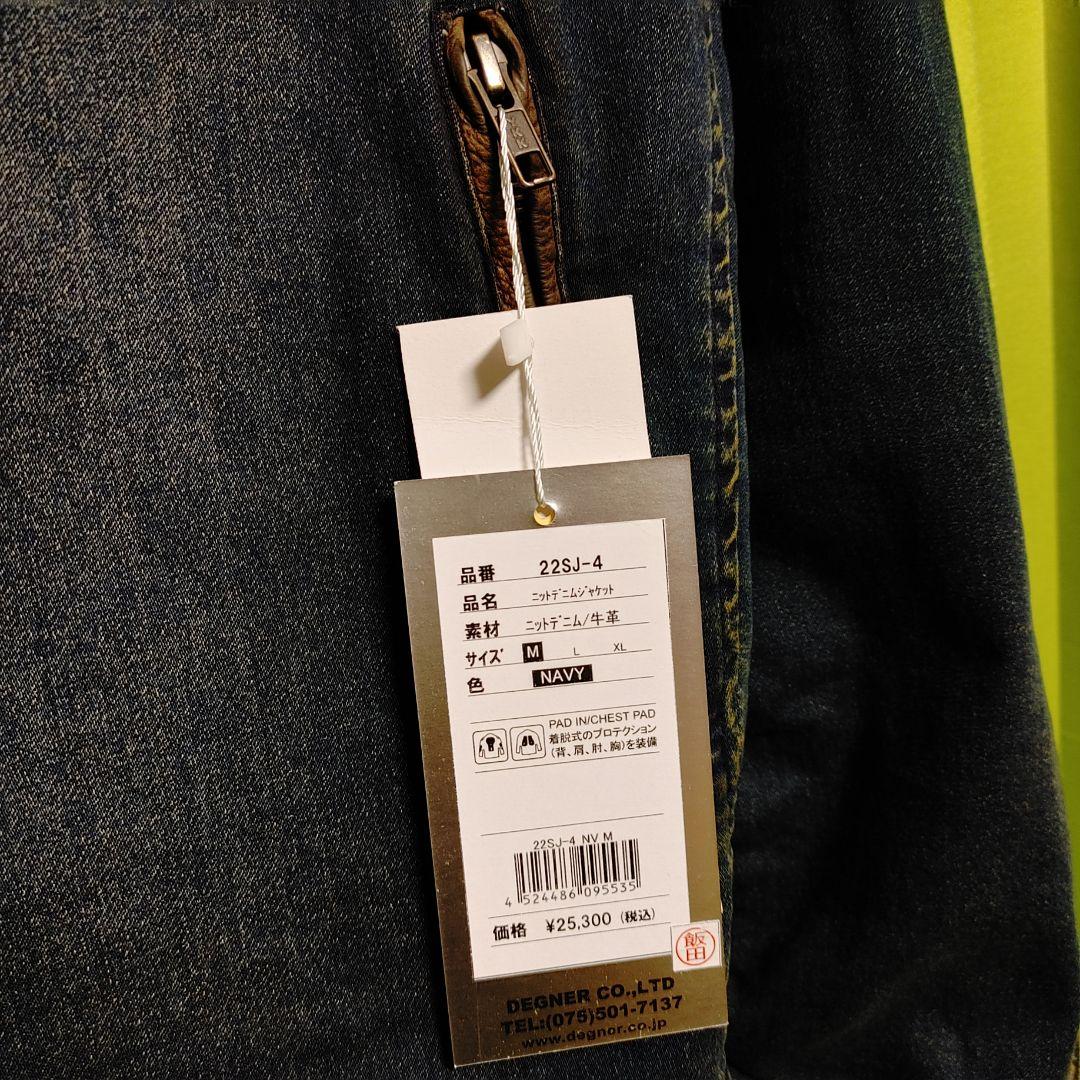 YKK
品番 22SJ-4
品名 ﾆｯﾄﾃﾞﾆﾑｼﾞｬｹｯﾄ
素材 ﾆｯﾄﾃﾞﾆﾑ/牛革
サイズ M L XL
色 NAVY
PAD IN/CHEST PAD
着脱式のプロテクション
(背、肩、肘、胸)を装備
22SJ-4 NV M
4 524486 095535
価格 ¥25,300 (税込)
飯田
DEGNER CO.,LTD
TEL:(075)501-7137
www.degner.co.jp